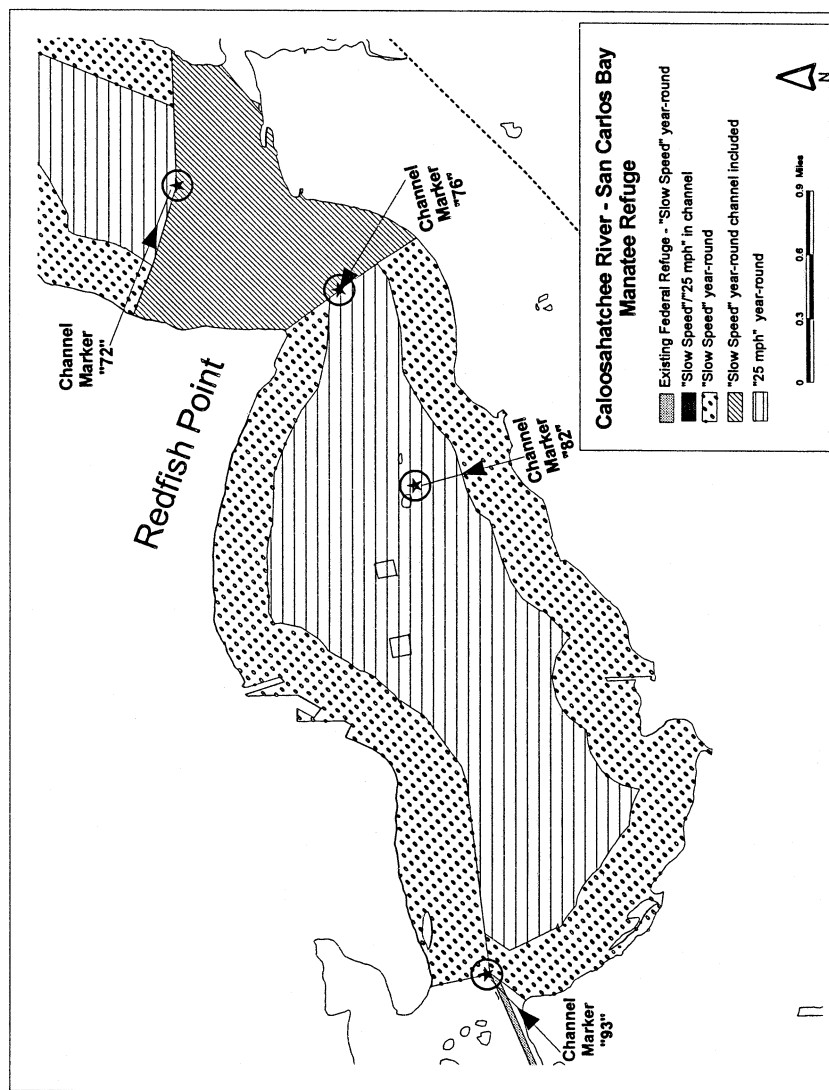 Channel
Marker
"72"
Redfish Point
Channel
Marker
"76"
Channel
Marker
"82"
Channel
Marker
"93"
Caloosahatchee River - San Carlos Bay
Manatee Refuge
Existing Federal Refuge - "Slow Speed" year-round
"Slow Speed"/"25 mph" in channel
"Slow Speed" year-round
"Slow Speed" year-round channel included
"25 mph" year-round
0 0.3 0.6 0.9 Miles
N